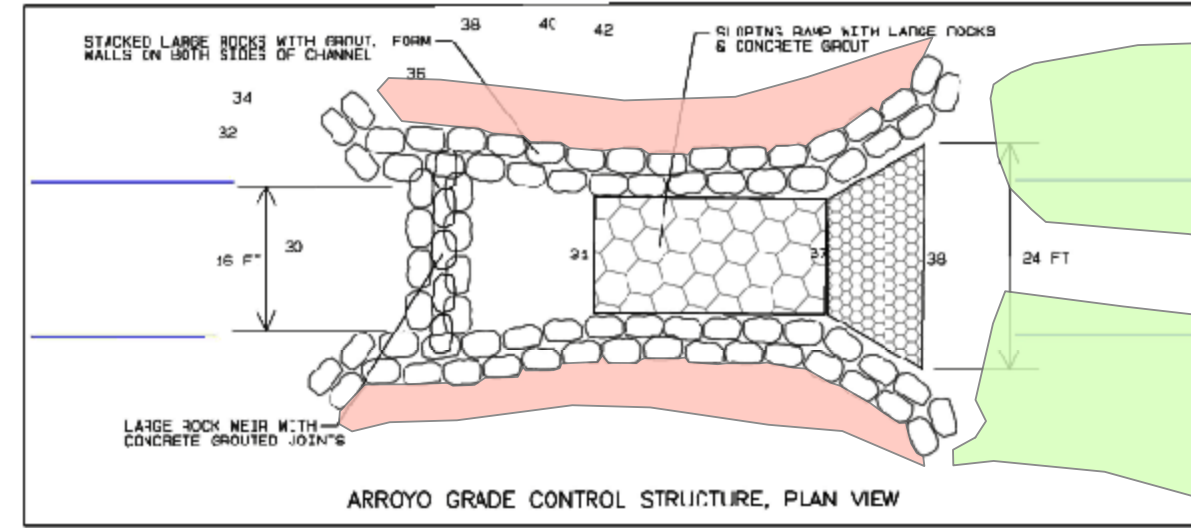 38 40 42
STACKED LARGE ROCKS WITH GROUT, FORM
WALLS ON BOTH SIDES OF CHANNEL
SLOPING RAMP WITH LARGE ROCKS
& CONCRETE GROUT
36
34
32
16 FT
30
31
37
38
24 FT
LARGE ROCK WEIR WITH
CONCRETE GROUTED JOINTS
ARROYO GRADE CONTROL STRUCTURE, PLAN VIEW